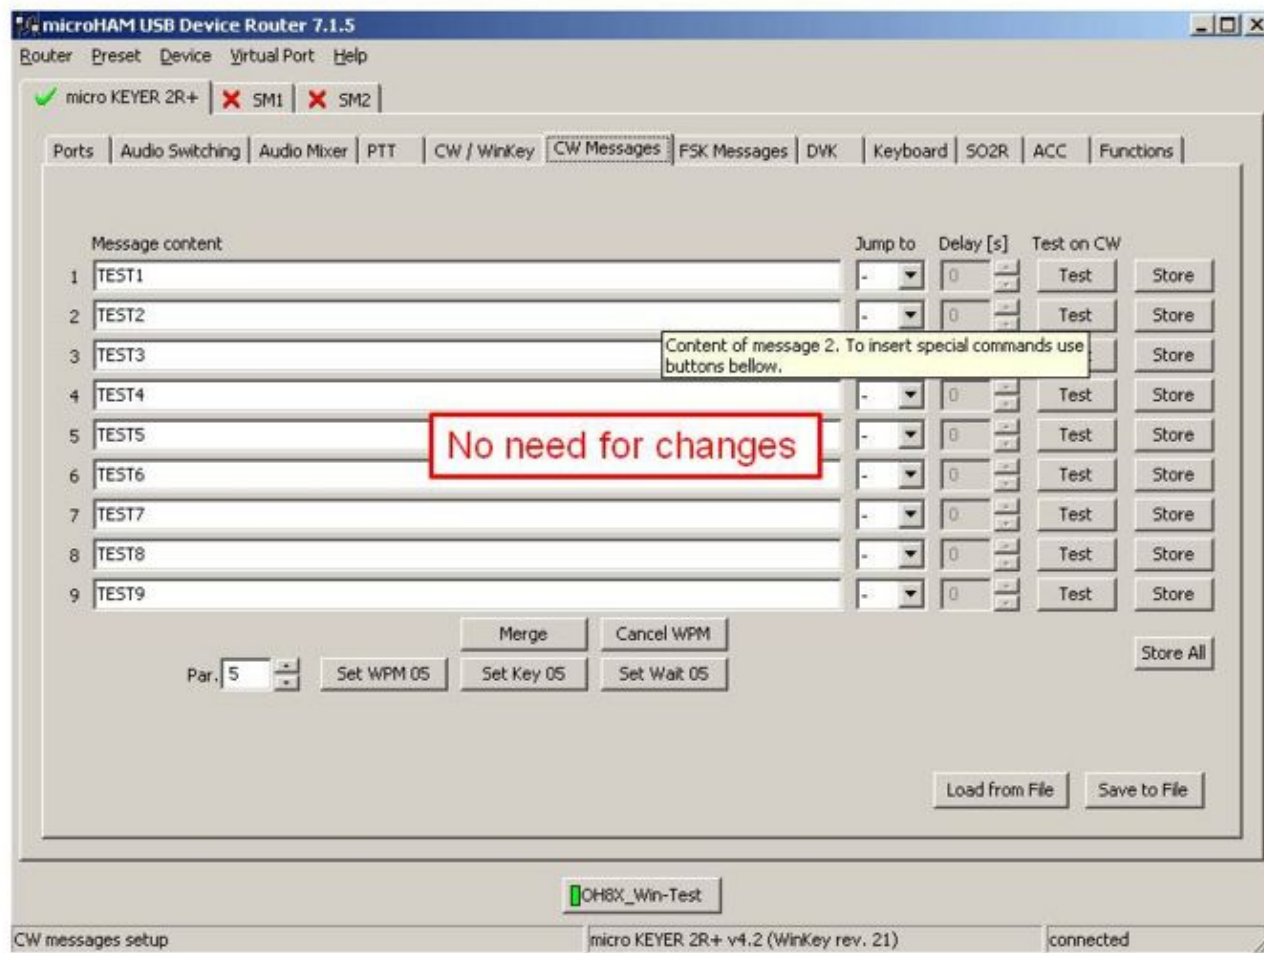 microHAM USB Device Router 7.1.5
Router Preset Device Virtual Port Help
micro KEYER 2R+ SM1 SM2
Ports Audio Switching Audio Mixer PTT CW / WinKey CW Messages FSK Messages DVK Keyboard SO2R ACC Functions
Message content Jump to Delay [s] Test on CW
1 TEST1 - 0 Test Store
2 TEST2 - 0 Test Store
Content of message 2. To insert special commands use
buttons bellow.
3 TEST3 Store
4 TEST4 - 0 Test Store
No need for changes
5 TEST5 - 0 Test Store
6 TEST6 - 0 Test Store
7 TEST7 - 0 Test Store
8 TEST8 - 0 Test Store
9 TEST9 - 0 Test Store
Merge Cancel WPM
Store All
Par. 5 Set WPM 05 Set Key 05 Set Wait 05
Load from File Save to File
OH8X_Win-Test
CW messages setup micro KEYER 2R+ v4.2 (WinKey rev. 21) connected